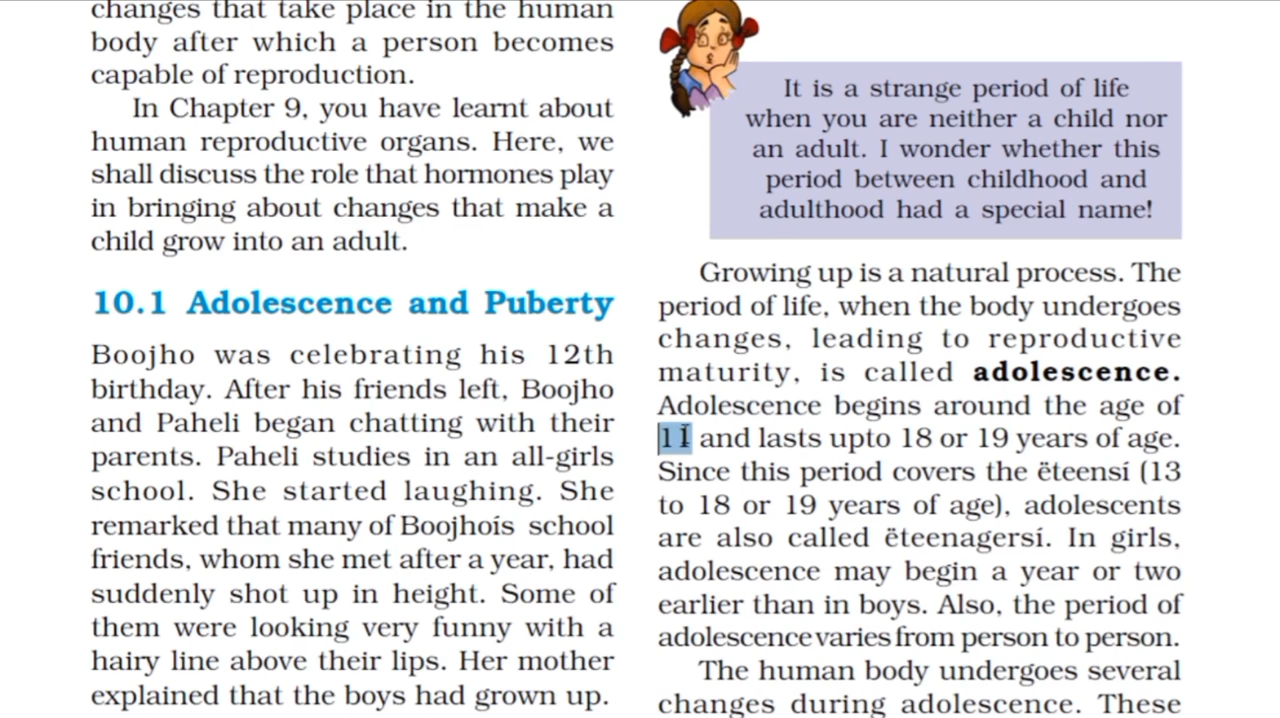 changes that take place in the human
body after which a person becomes
capable of reproduction.
In Chapter 9, you have learnt about
human reproductive organs. Here, we
shall discuss the role that hormones play
in bringing about changes that make a
child grow into an adult.
10.1 Adolescence and Puberty
Boojho was celebrating his 12th
birthday. After his friends left, Boojho
and Paheli began chatting with their
parents. Paheli studies in an all-girls
school. She started laughing. She
remarked that many of Boojhoís school
friends, whom she met after a year, had
suddenly shot up in height. Some of
them were looking very funny with a
hairy line above their lips. Her mother
explained that the boys had grown up.
It is a strange period of life
when you are neither a child nor
an adult. I wonder whether this
period between childhood and
adulthood had a special name!
Growing up is a natural process. The
period of life, when the body undergoes
changes, leading to reproductive
maturity, is called adolescence.
Adolescence begins around the age of
11 and lasts upto 18 or 19 years of age.
Since this period covers the ëteensí (13
to 18 or 19 years of age), adolescents
are also called ëteenagersí. In girls,
adolescence may begin a year or two
earlier than in boys. Also, the period of
adolescence varies from person to person.
The human body undergoes several
changes during adolescence. These